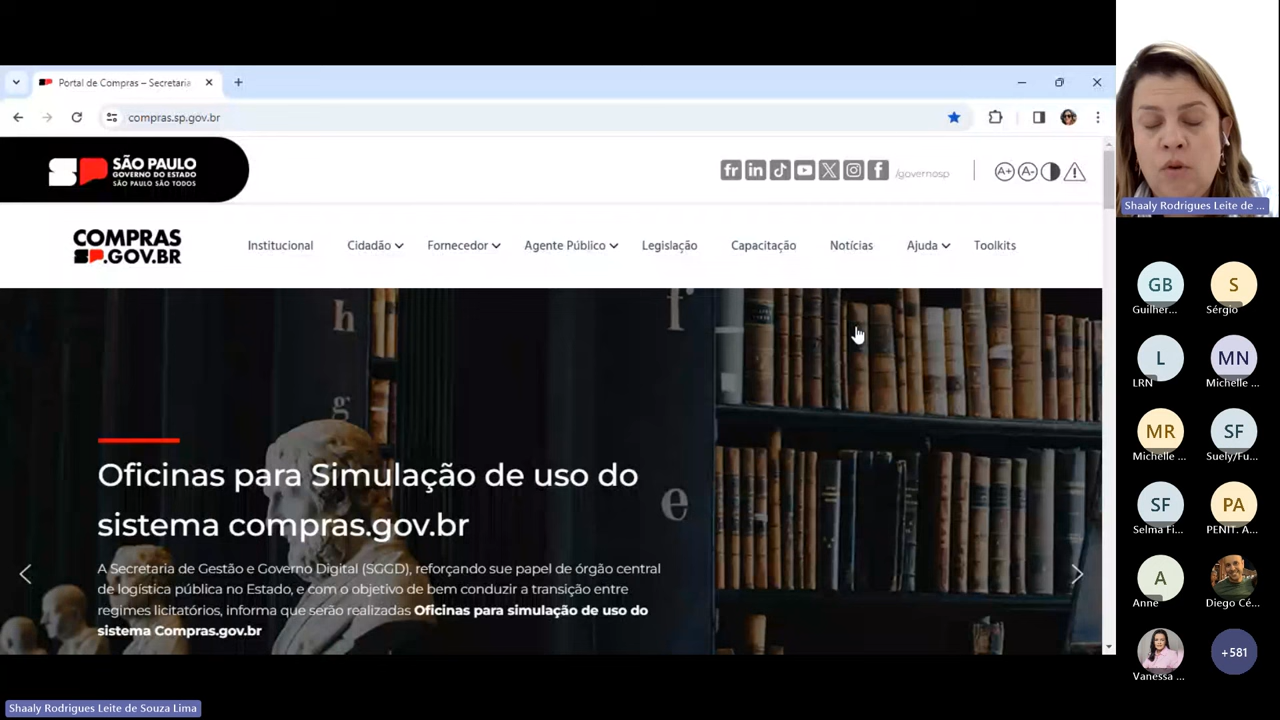 Portal de Compras – Secretaria
compras.sp.gov.br
SÃO PAULO
GOVERNO DO ESTADO
SÃO PAULO SÃO TODOS
/governosp
A+
A-
COMPRAS
SP.GOV.BR
Institucional
Cidadão
Fornecedor
Agente Público
Legislação
Capacitação
Notícias
Ajuda
Toolkits
h
g
f
e
Oficinas para Simulação de uso do
sistema compras.gov.br
A Secretaria de Gestão e Governo Digital (SGGD), reforçando sue papel de órgão central
de logística pública no Estado, e com o objetivo de bem conduzir a transição entre
regimes licitatórios, informa que serão realizadas Oficinas para simulação de uso do
sistema Compras.gov.br
Shaaly Rodrigues Leite de Souza Lima
Shaaly Rodrigues Leite de ...
GB
Guilher...
S
Sérgio
L
LRN
MN
Michelle ...
MR
Michelle ...
SF
Suely/Fu...
SF
Selma Fi...
PA
PENIT. A...
A
Anne
Diego Cé...
Vanessa ...
+581